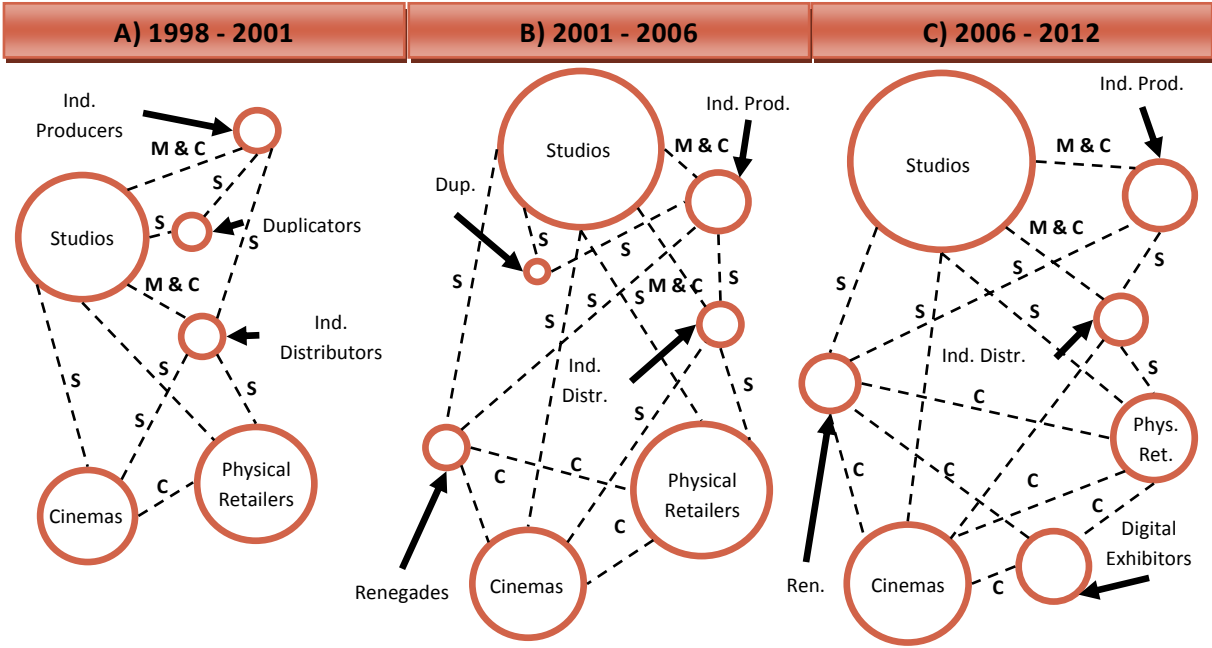 A) 1998 - 2001
B) 2001 - 2006
C) 2006 - 2012
Ind.
Producers
M & C
S
Studios
S
Duplicators
S
M & C
Ind.
Distributors
S
S
S
S
Physical
Retailers
C
Cinemas
Studios
Ind. Prod.
M & C
Dup.
S
S
S
S
M & C
S
S
S
Ind.
Distr.
S
S
C
C
Physical
Retailers
C
Renegades
Cinemas
Studios
Ind. Prod.
M & C
M & C
S
S
S
S
S
Ind. Distr.
S
C
Phys.
Ret.
C
C
C
Digital
Exhibitors
Ren.
Cinemas
C